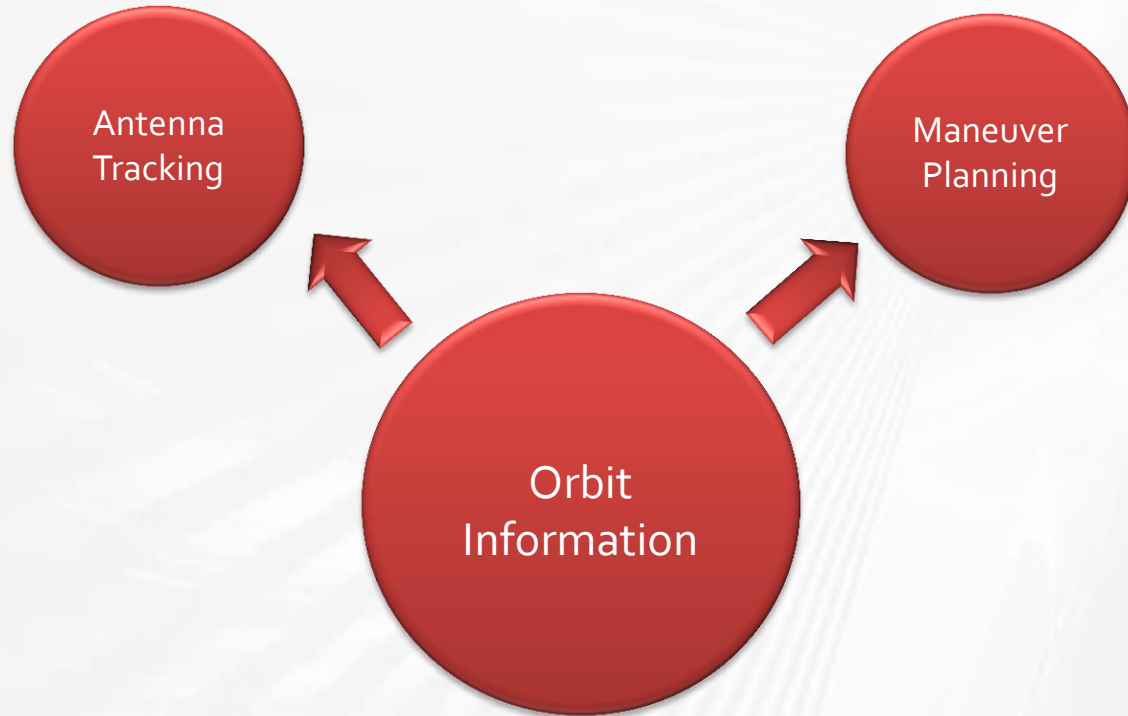 Antenna
Tracking
Maneuver
Planning
Orbit
Information